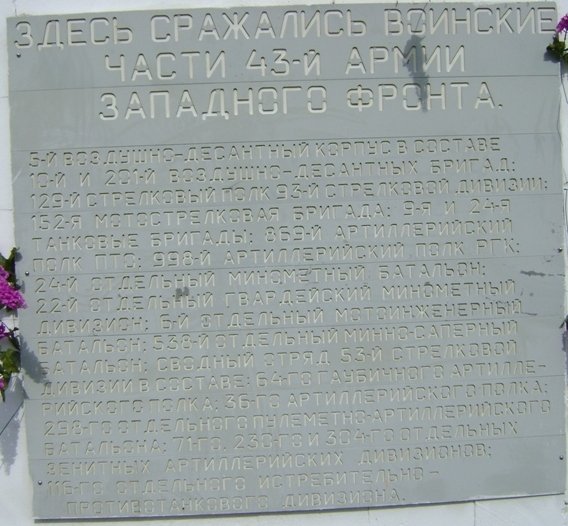 ЗДЕСЬ СРАЖАЛИСЬ ВОИНСКИЕ
ЧАСТИ 43-Й АРМИИ
ЗАПАДНОГО ФРОНТА.
5-Й ВОЗДУШНО-ДЕСАНТНЫЙ КОРПУС В СОСТАВЕ
10-Й И 201-Й ВОЗДУШНО-ДЕСАНТНЫХ БРИГАД;
129-Й СТРЕЛКОВЫЙ ПОЛК 93-Й СТРЕЛКОВОЙ ДИВИЗИИ;
152-Я МОТОСТРЕЛКОВАЯ БРИГАДА; 9-Я И 24-Я
ТАНКОВЫЕ БРИГАДЫ; 869-Й АРТИЛЛЕРИЙСКИЙ
ПОЛК ПТО; 998-Й АРТИЛЛЕРИЙСКИЙ ПОЛК РГК;
24-Й ОТДЕЛЬНЫЙ МИНОМЕТНЫЙ БАТАЛЬОН;
22-Й ОТДЕЛЬНЫЙ ГВАРДЕЙСКИЙ МИНОМЕТНЫЙ
ДИВИЗИОН; 6-Й ОТДЕЛЬНЫЙ МОТОИНЖЕНЕРНЫЙ
БАТАЛЬОН; 538-Й ОТДЕЛЬНЫЙ МИННО-САПЕРНЫЙ
БАТАЛЬОН; СВОДНЫЙ ОТРЯД 53-Й СТРЕЛКОВОЙ
ДИВИЗИИ В СОСТАВЕ: 64-ГО ГАУБИЧНОГО АРТИЛЛЕ-
РИЙСКОГО ПОЛКА; 36-ГО АРТИЛЛЕРИЙСКОГО ПОЛКА;
298-ГО ОТДЕЛЬНОГО ПУЛЕМЕТНО-АРТИЛЛЕРИЙСКОГО
БАТАЛЬОНА; 71-ГО, 230-ГО И 304-ГО ОТДЕЛЬНЫХ
ЗЕНИТНЫХ АРТИЛЛЕРИЙСКИХ ДИВИЗИОНОВ;
116-ГО ОТДЕЛЬНОГО ИСТРЕБИТЕЛЬНО-
ПРОТИВОТАНКОВОГО ДИВИЗИОНА.